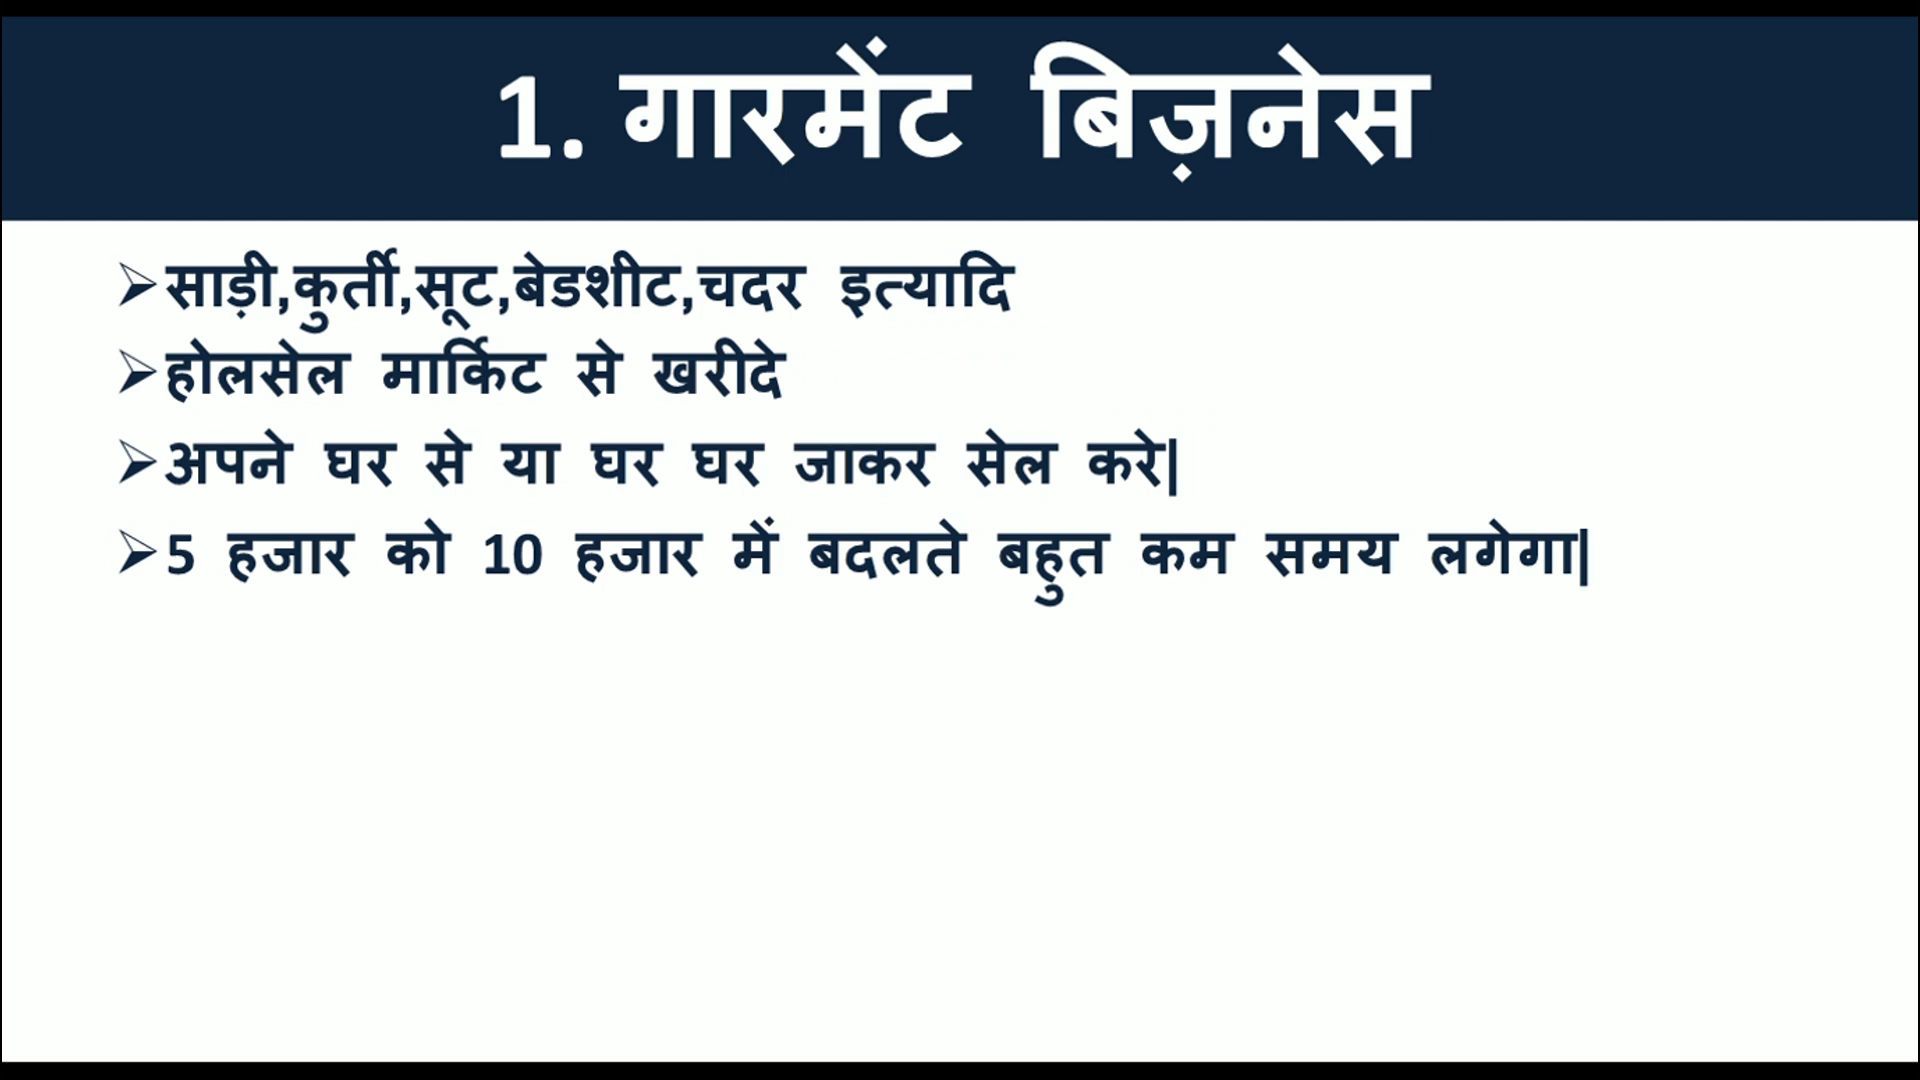 1. गारमेंट बिज़नेस
➢साड़ी,कुर्ती,सूट,बेडशीट,चदर इत्यादि
➢होलसेल मार्किट से खरीदे
➢अपने घर से या घर घर जाकर सेल करे|
➢5 हजार को 10 हजार में बदलते बहुत कम समय लगेगा|